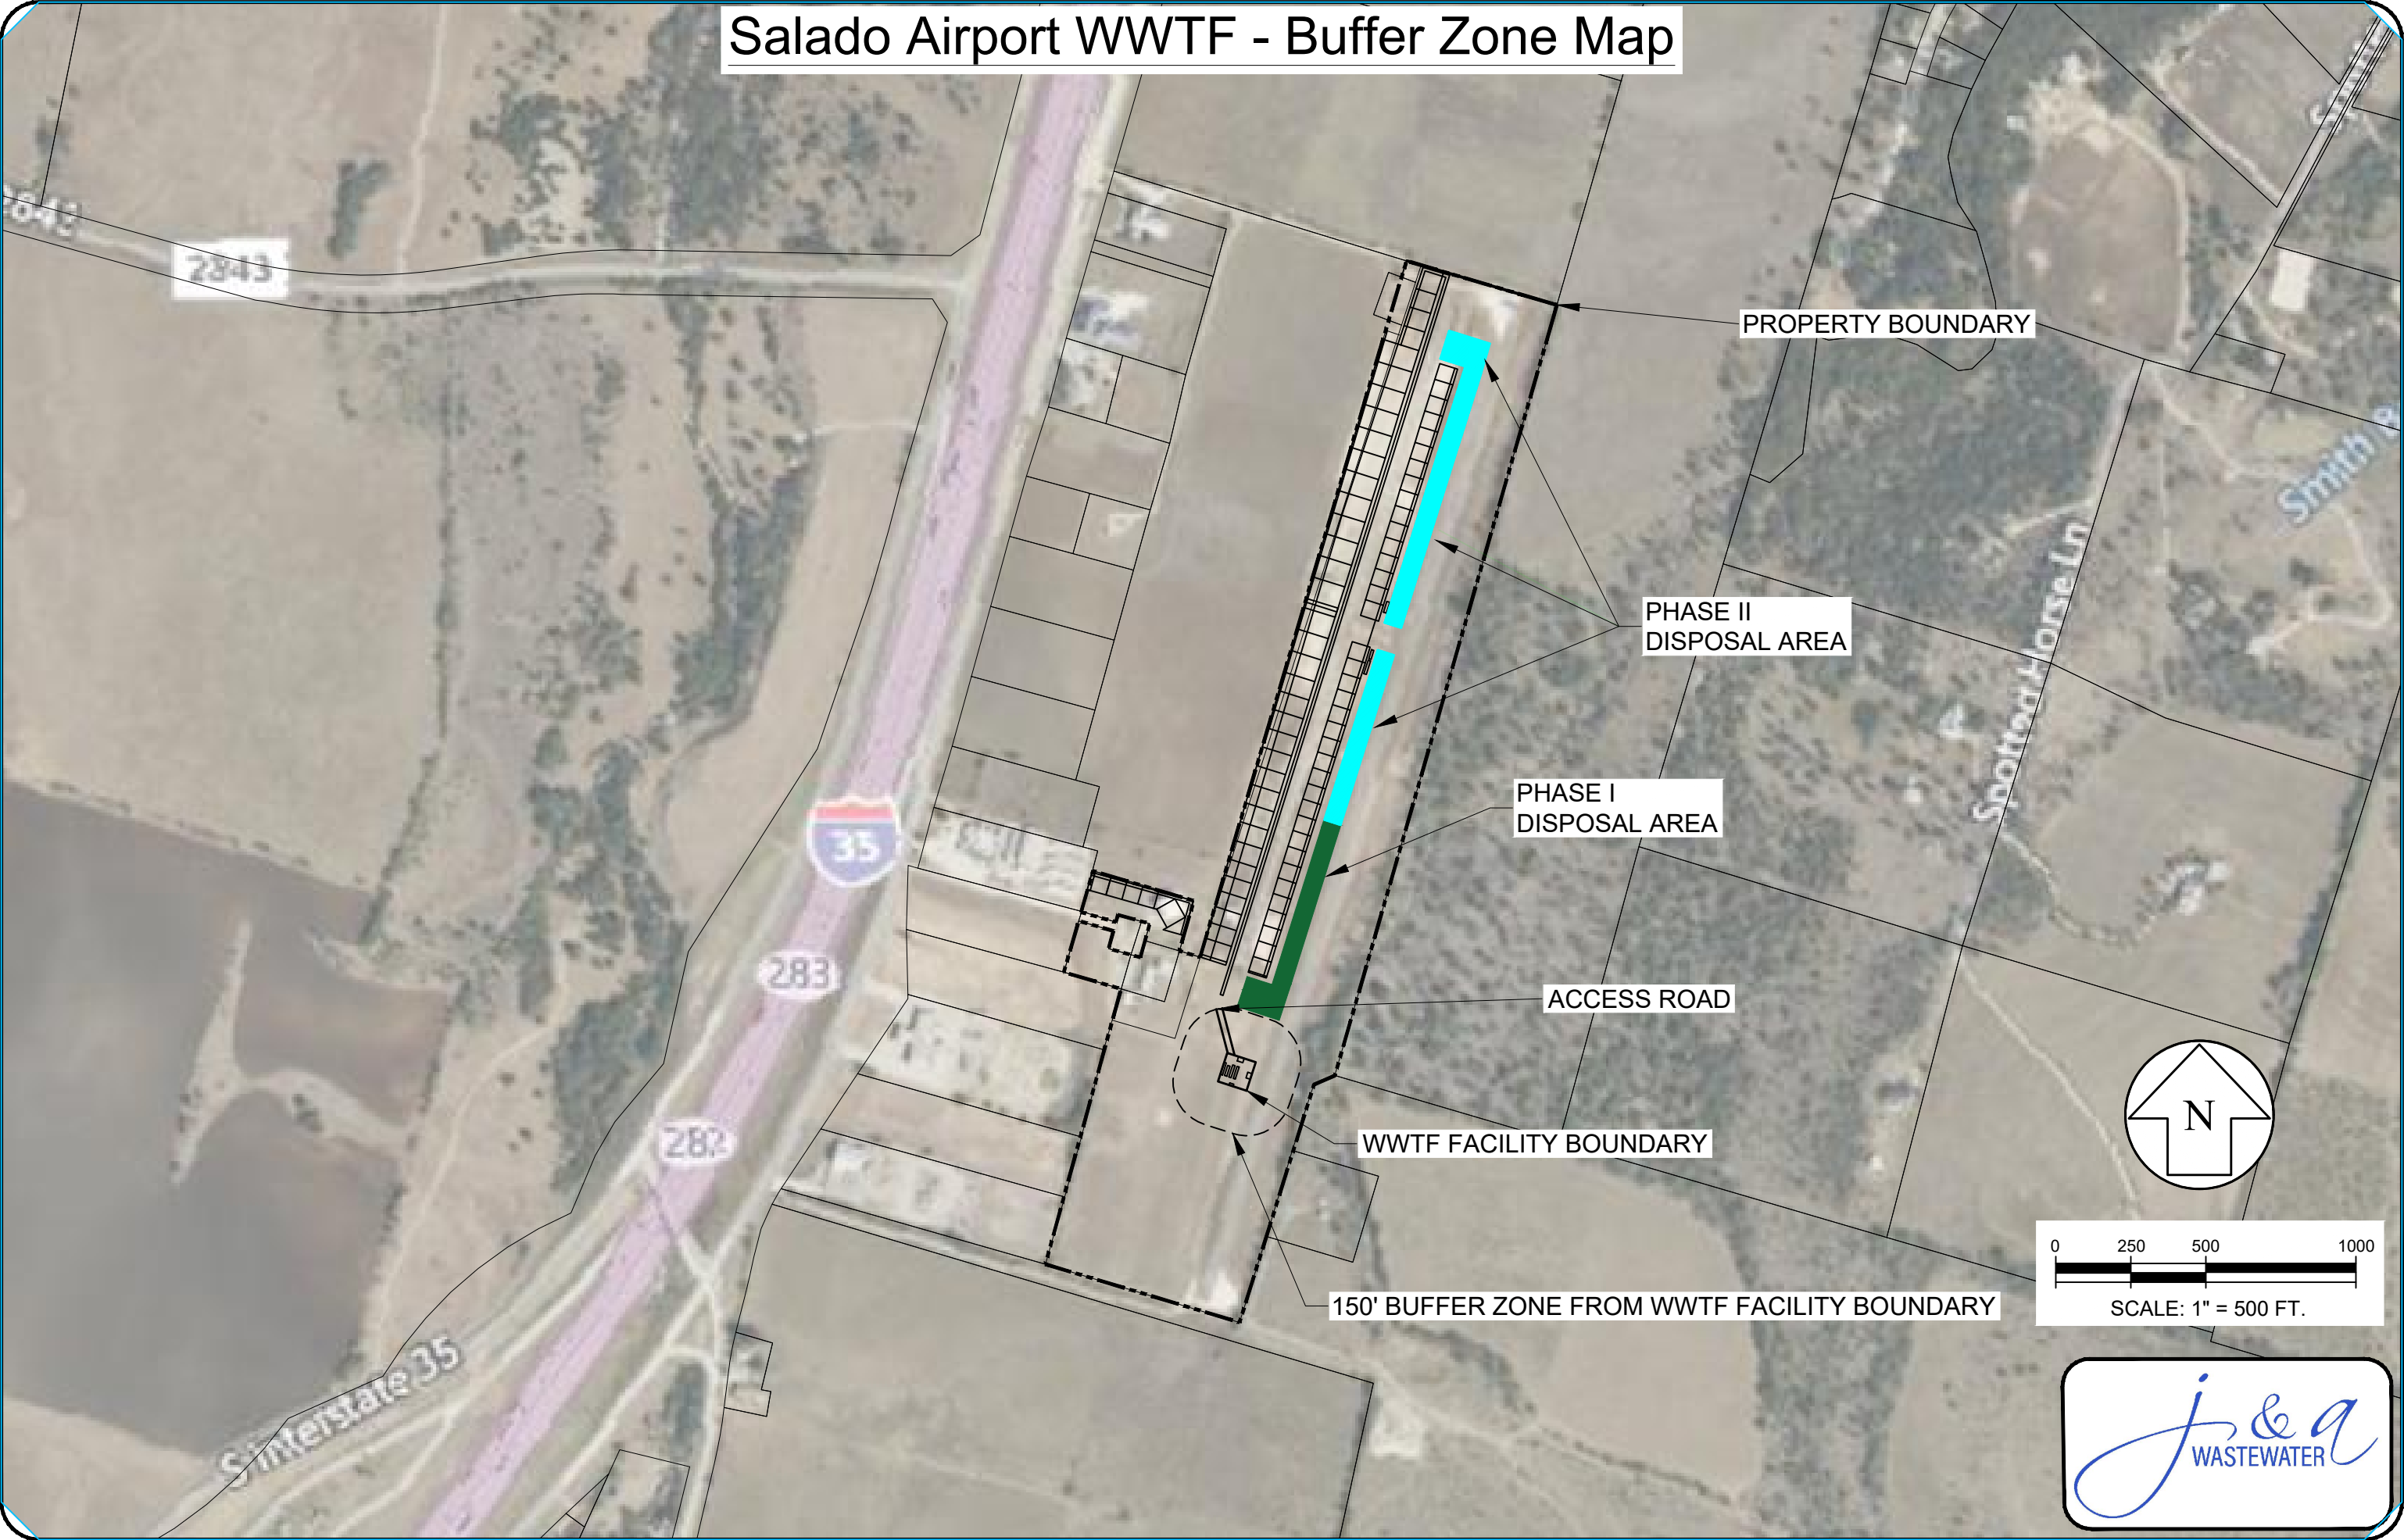 Salado Airport WWTF - Buffer Zone Map
2843
PROPERTY BOUNDARY
Smith B
PHASE II
DISPOSAL AREA
Spotted Horse Ln
PHASE I
DISPOSAL AREA
35
283
ACCESS ROAD
N
282
WWTF FACILITY BOUNDARY
0 250 500 1000
SCALE: 1" = 500 FT.
150' BUFFER ZONE FROM WWTF FACILITY BOUNDARY
S Interstate 35
j & a
WASTEWATER